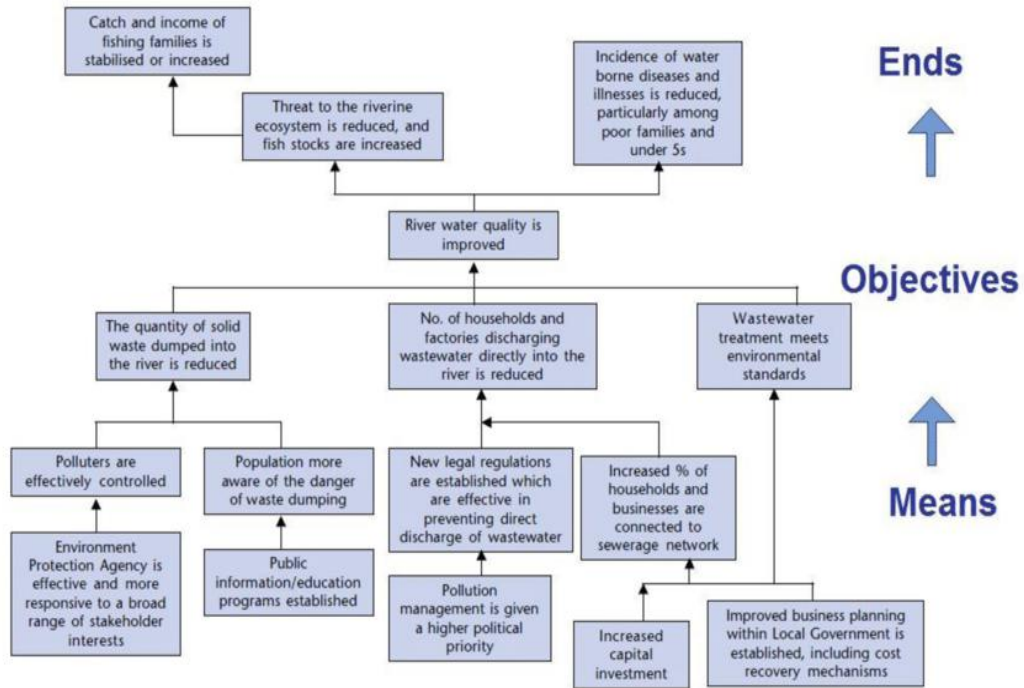 Catch and income of
fishing families is
stabilised or increased
Incidence of water
borne diseases and
illnesses is reduced,
particularly among
poor families and
under 5s
Ends
Threat to the riverine
ecosystem is reduced, and
fish stocks are increased
River water quality is
improved
Objectives
The quantity of solid
waste dumped into
the river is reduced
No. of households and
factories discharging
wastewater directly into the
river is reduced
Wastewater
treatment meets
environmental
standards
Polluters are
effectively controlled
Population more
aware of the danger
of waste dumping
New legal regulations
are established which
are effective in
preventing direct
discharge of wastewater
Increased % of
households and
businesses are
connected to
sewerage network
Means
Environment
Protection Agency is
effective and more
responsive to a broad
range of stakeholder
interests
Public
information/education
programs established
Pollution
management is given
a higher political
priority
Increased
capital
investment
Improved business planning
within Local Government is
established, including cost
recovery mechanisms